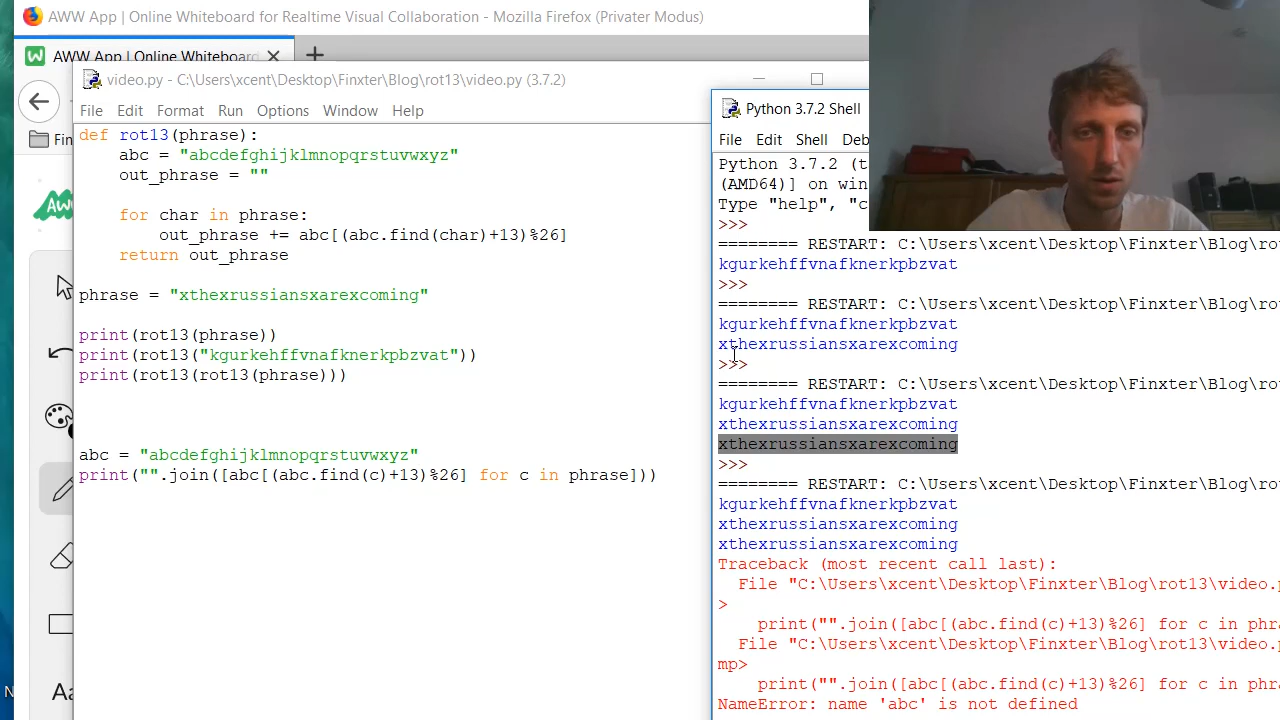 AWW App | Online Whiteboard for Realtime Visual Collaboration - Mozilla Firefox (Privater Modus)
AWW App | Online Whiteboard
video.py - C:\Users\xcent\Desktop\Finxter\Blog\rot13\video.py (3.7.2)
File Edit Format Run Options Window Help
Fin
AWW
def rot13(phrase):
    abc = "abcdefghijklmnopqrstuvwxyz"
    out_phrase = ""
    for char in phrase:
        out_phrase += abc[(abc.find(char)+13)%26]
    return out_phrase
phrase = "xthexrussiansxarexcoming"
print(rot13(phrase))
print(rot13("kgurkehffvnafknerkpbzvat"))
print(rot13(rot13(phrase)))
abc = "abcdefghijklmnopqrstuvwxyz"
print("".join([abc[(abc.find(c)+13)%26] for c in phrase]))
Aa
N
Python 3.7.2 Shell
File Edit Shell Deb
Python 3.7.2 (t
(AMD64)] on win
Type "help", "c
>>>
======== RESTART: C:\Users\xcent\Desktop\Finxter\Blog\rot
kgurkehffvnafknerkpbzvat
>>>
======== RESTART: C:\Users\xcent\Desktop\Finxter\Blog\rot
kgurkehffvnafknerkpbzvat
xthexrussiansxarexcoming
>>>
======== RESTART: C:\Users\xcent\Desktop\Finxter\Blog\rot
kgurkehffvnafknerkpbzvat
xthexrussiansxarexcoming
xthexrussiansxarexcoming
>>>
======== RESTART: C:\Users\xcent\Desktop\Finxter\Blog\rot
kgurkehffvnafknerkpbzvat
xthexrussiansxarexcoming
xthexrussiansxarexcoming
Traceback (most recent call last):
  File "C:\Users\xcent\Desktop\Finxter\Blog\rot13\video.p
>
    print("".join([abc[(abc.find(c)+13)%26] for c in phra
  File "C:\Users\xcent\Desktop\Finxter\Blog\rot13\video.p
mp>
    print("".join([abc[(abc.find(c)+13)%26] for c in phra
NameError: name 'abc' is not defined